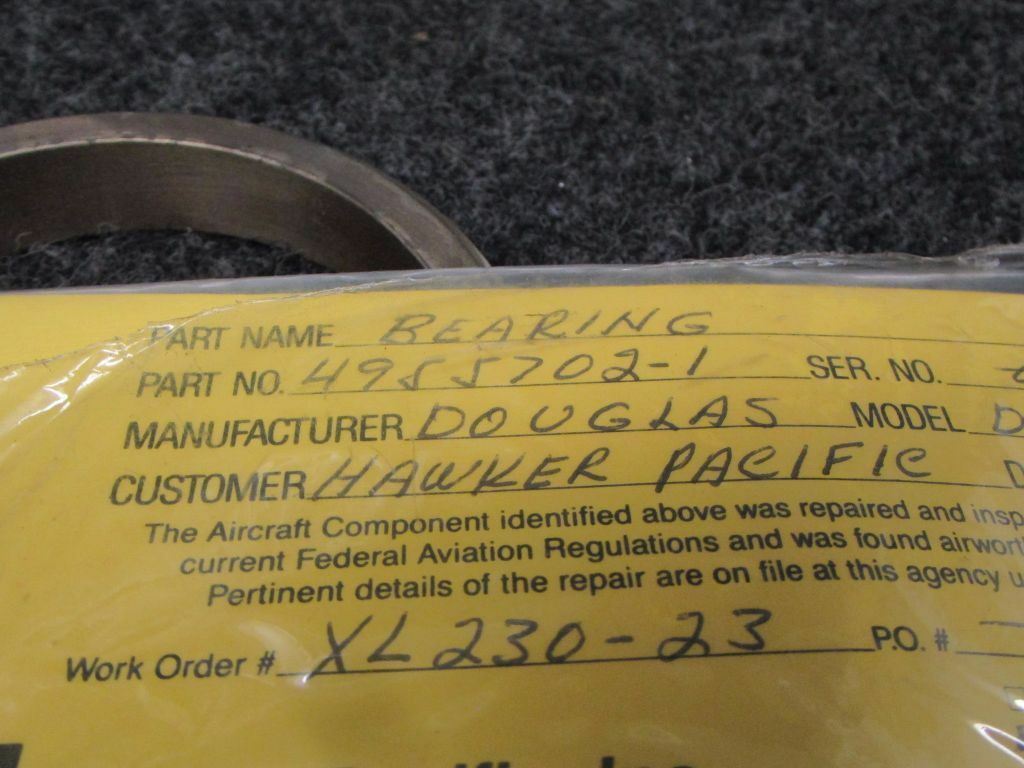 PART NAME BEARING
PART NO. 4955702-1 SER. NO.
MANUFACTURER DOUGLAS MODEL D
CUSTOMER HAWKER PACIFIC D
The Aircraft Component identified above was repaired and insp
current Federal Aviation Regulations and was found airwort
Pertinent details of the repair are on file at this agency u
Work Order # XL230-23 P.O. #